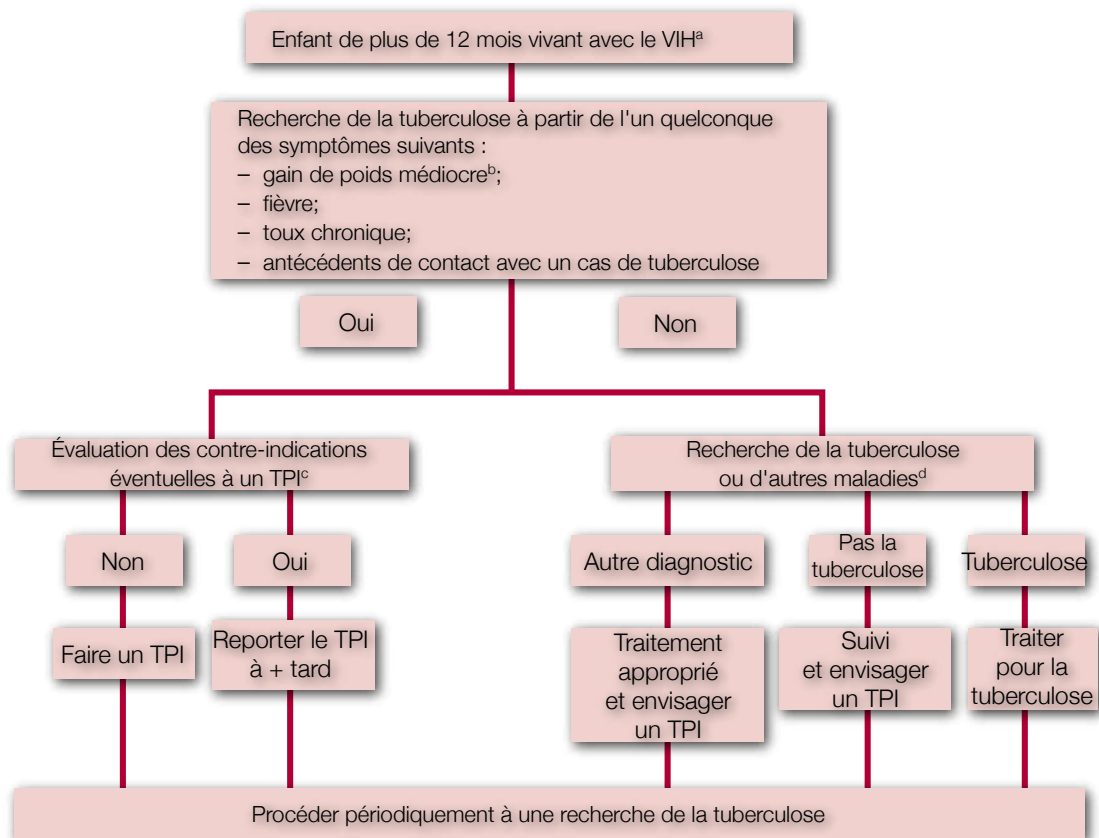 Enfant de plus de 12 mois vivant avec le VIHᵃ
Recherche de la tuberculose à partir de l'un quelconque
des symptômes suivants :
– gain de poids médiocreᵇ;
– fièvre;
– toux chronique;
– antécédents de contact avec un cas de tuberculose
Oui
Non
Évaluation des contre-indications
éventuelles à un TPIᶜ
Recherche de la tuberculose
ou d'autres maladiesᵈ
Non
Oui
Autre diagnostic
Pas la
tuberculose
Tuberculose
Faire un TPI
Reporter le TPI
à + tard
Traitement
approprié
et envisager
un TPI
Suivi
et envisager
un TPI
Traiter
pour la
tuberculose
Procéder périodiquement à une recherche de la tuberculose